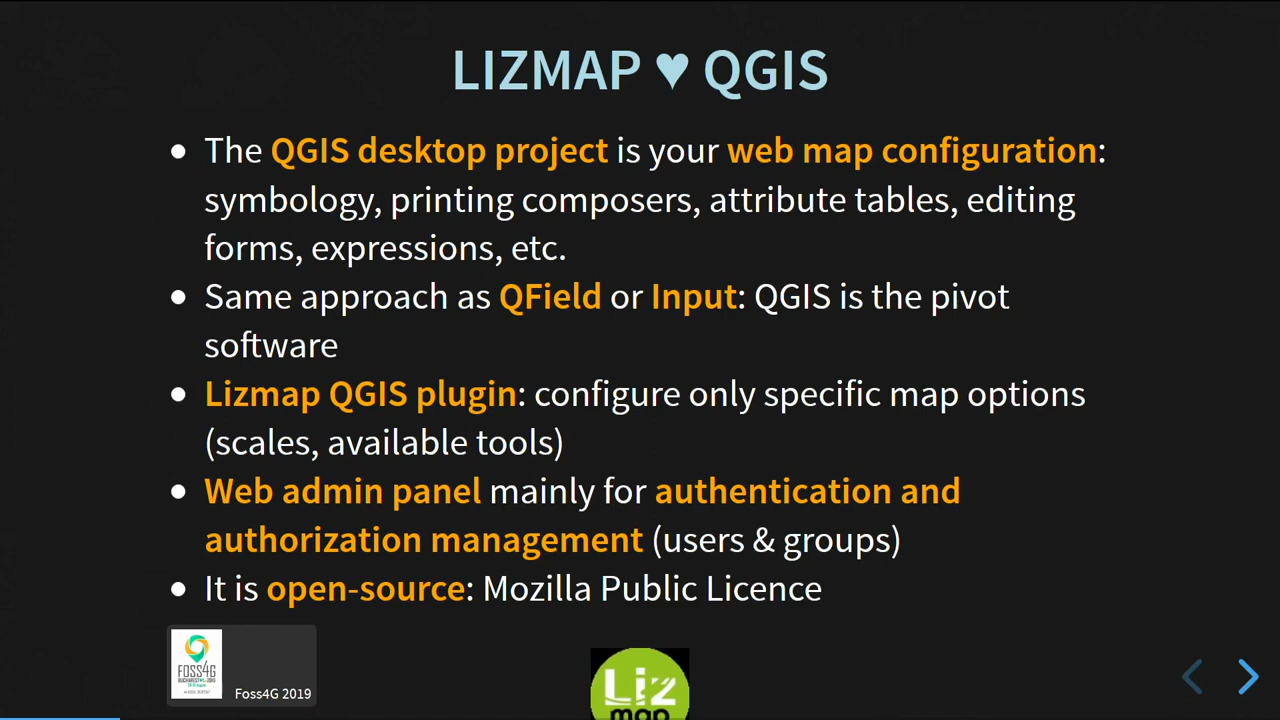 LIZMAP ♥ QGIS
The QGIS desktop project is your web map configuration:
symbology, printing composers, attribute tables, editing
forms, expressions, etc.
Same approach as QField or Input: QGIS is the pivot
software
Lizmap QGIS plugin: configure only specific map options
(scales, available tools)
Web admin panel mainly for authentication and
authorization management (users & groups)
It is open-source: Mozilla Public Licence
FOSS4G
Foss4G 2019
Liz
map